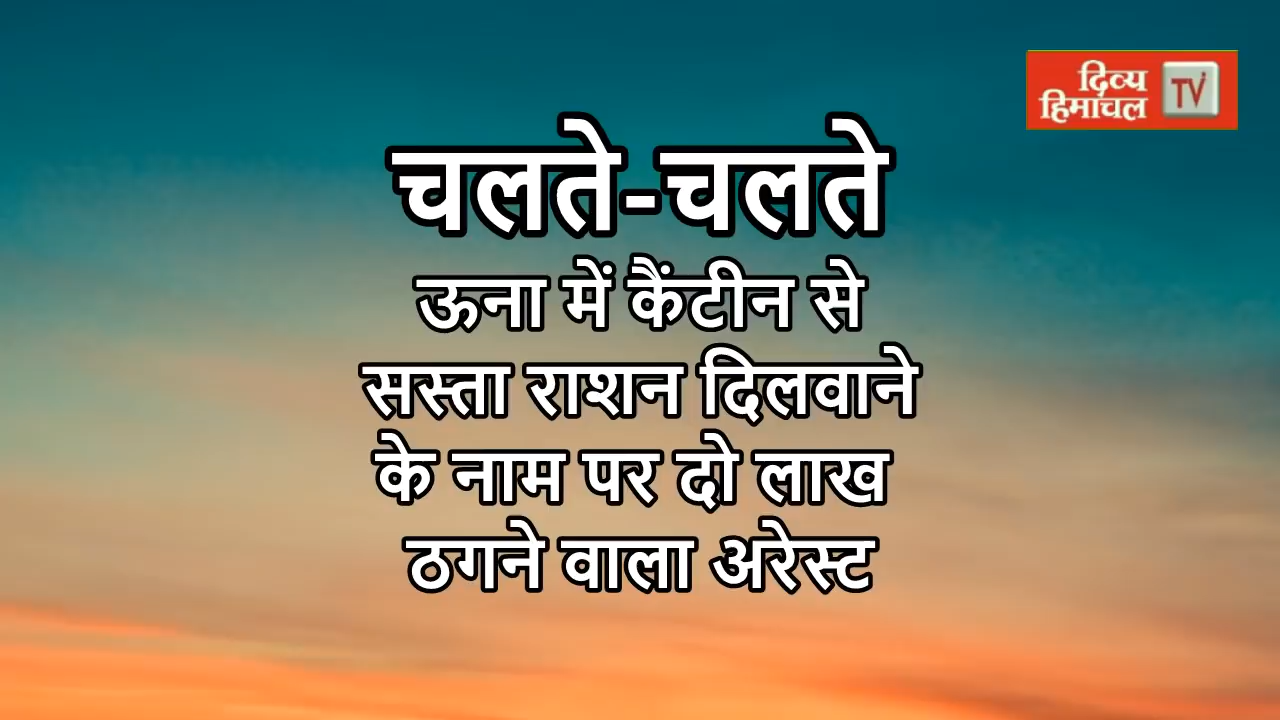 दिव्य
हिमाचल TV
चलते-चलते
ऊना में कैंटीन से
सस्ता राशन दिलवाने
के नाम पर दो लाख
ठगने वाला अरेस्ट